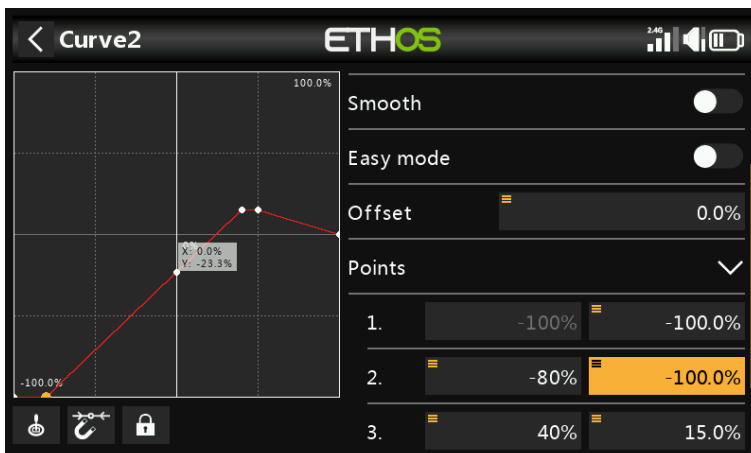 Curve2
ETHOS
2.4G
100.0%
X: 0.0%
Y: -23.3%
-100.0%
Smooth
Easy mode
Offset 0.0%
Points
1. -100% -100.0%
2. -80% -100.0%
3. 40% 15.0%